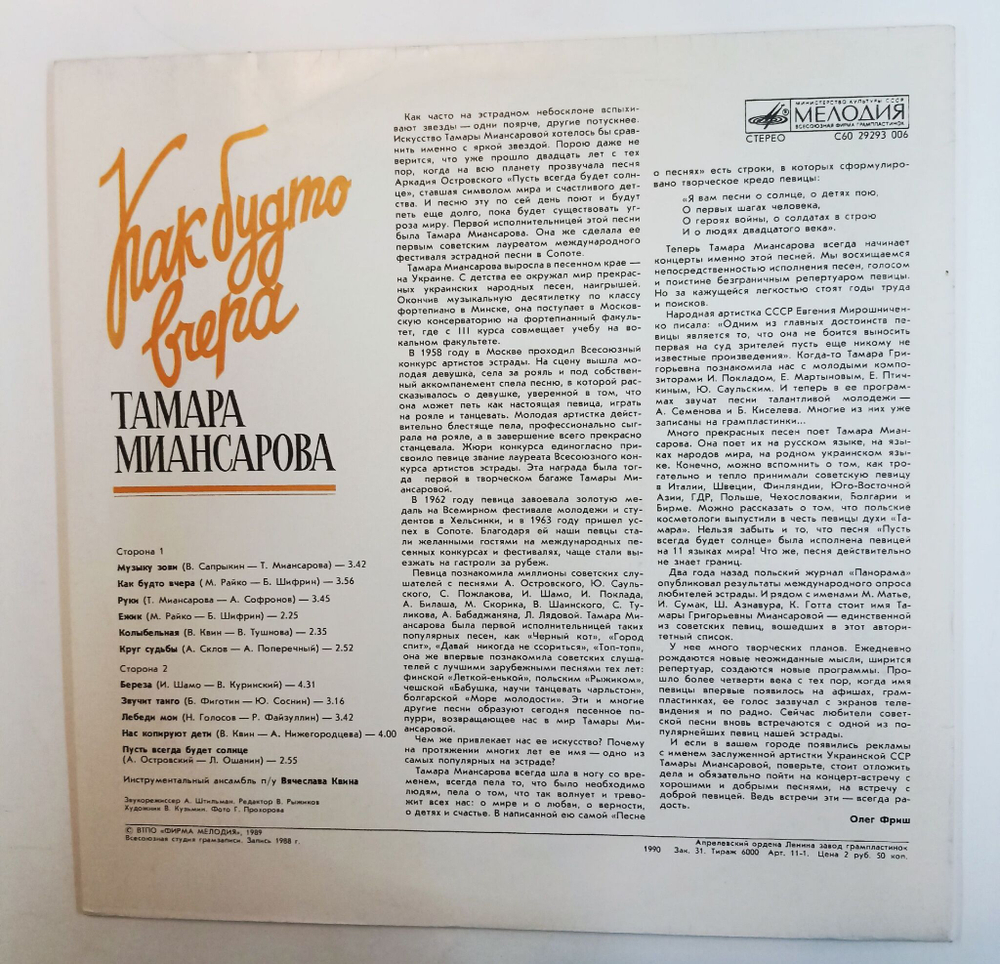 Как будто
вчера
ТАМАРА
МИАНСАРОВА
Сторона 1
Музыку зови (В. Сапрыкин — Т. Миансарова) — 3.42
Как будто вчера (М. Райко — Б. Шифрин) — 3.56
Руки (Т. Миансарова — А. Софронов) — 3.45
Ежик (М. Райко — Б. Шифрин) — 2.25
Колыбельная (В. Квин — В. Тушнова) — 2.35
Круг судьбы (А. Склов — А. Поперечный) — 2.52
Сторона 2
Береза (И. Шамо — В. Куринский) — 4.31
Звучит танго (Б. Фиготин — Ю. Соснин) — 3.16
Лебеди мои (Н. Голосов — Р. Файзуллин) — 3.42
Нас копируют дети (В. Квин — А. Нижегородцева) — 4.00
Пусть всегда будет солнце
(А. Островский — Л. Ошанин) — 2.55
Инструментальный ансамбль п/у Вячеслава Квина
Звукорежиссер А. Штильман. Редактор В. Рыжиков
Художник В. Кузьмин. Фото Г. Прохорова
© ВТПО «ФИРМА МЕЛОДИЯ», 1989
Всесоюзная студия грамзаписи. Запись 1988 г.
Как часто на эстрадном небосклоне вспыхи-
вают звезды — одни поярче, другие потускнее.
Искусство Тамары Миансаровой хотелось бы срав-
нить именно с яркой звездой. Порою даже не
верится, что уже прошло двадцать лет с тех
пор, когда на всю планету прозвучала песня
Аркадия Островского «Пусть всегда будет солн-
це», ставшая символом мира и счастливого дет-
ства. И песню эту по сей день поют и будут
петь еще долго, пока будет существовать уг-
роза миру. Первой исполнительницей этой песни
была Тамара Миансарова. Она же сделала ее
первым советским лауреатом международного
фестиваля эстрадной песни в Сопоте.
Тамара Миансарова выросла в песенном крае —
на Украине. С детства ее окружал мир прекрас-
ных украинских народных песен, наигрышей.
Окончив музыкальную десятилетку по классу
фортепиано в Минске, она поступает в Москов-
скую консерваторию на фортепианный факуль-
тет, где с III курса совмещает учебу на во-
кальном факультете.
В 1958 году в Москве проходил Всесоюзный
конкурс артистов эстрады. На сцену вышла мо-
лодая девушка, села за рояль и под собствен-
ный аккомпанемент спела песню, в которой рас-
сказывалось о девушке, уверенной в том, что
она может петь как настоящая певица, играть
на рояле и танцевать. Молодая артистка дейст-
вительно блестяще пела, профессионально сыг-
рала на рояле, а в завершение всего прекрасно
станцевала. Жюри конкурса единогласно при-
своило певице звание лауреата Всесоюзного кон-
курса артистов эстрады. Эта награда была тог-
да первой в творческом багаже Тамары Ми-
ансаровой.
В 1962 году певица завоевала золотую ме-
даль на Всемирном фестивале молодежи и сту-
дентов в Хельсинки, и в 1963 году пришел ус-
пех в Сопоте. Благодаря ей наши певцы ста-
ли желанными гостями на международных пе-
сенных конкурсах и фестивалях, чаще стали вы-
езжать на гастроли за рубеж.
Певица познакомила миллионы советских слу-
шателей с песнями А. Островского, Ю. Сауль-
ского, С. Пожлакова, И. Шамо, И. Поклада,
А. Билаша, М. Скорика, В. Шаинского, С. Ту-
ликова, А. Бабаджаняна, Л. Лядовой. Тамара Ми-
ансарова была первой исполнительницей таких
популярных песен, как «Черный кот», «Город
спит», «Давай никогда не ссориться», «Топ-топ»,
она же впервые познакомила советских слуша-
телей с лучшими зарубежными песнями тех лет:
финской «Леткой-енькой», польским «Рыжиком»,
чешской «Бабушка, научи танцевать чарльстон»,
болгарской «Море молодости». Эти и многие
другие песни образуют сегодня песенное по-
пурри, возвращающее нас в мир Тамары Ми-
ансаровой.
Чем же привлекает нас ее искусство? Почему
на протяжении многих лет ее имя — одно из
самых популярных на эстраде?
Тамара Миансарова всегда шла в ногу со вре-
менем, всегда пела то, что было необходимо
людям, пела о том, что так волнует и трево-
жит всех нас: о мире и о любви, о верности,
о детях и счастье. В написанной ею самой «Песне
МИНИСТЕРСТВО КУЛЬТУРЫ СССР
МЕЛОДИЯ
ВСЕСОЮЗНАЯ ФИРМА ГРАМПЛАСТИНОК
СТЕРЕО С60 29293 006
о песнях» есть строки, в которых сформулиро-
вано творческое кредо певицы:
«Я вам песни о солнце, о детях пою,
О первых шагах человека,
О героях войны, о солдатах в строю
И о людях двадцатого века».
Теперь Тамара Миансарова всегда начинает
концерты именно этой песней. Мы восхищаемся
непосредственностью исполнения песен, голосом
и поистине безграничным репертуаром певицы.
Но за кажущейся легкостью стоят годы труда
и поисков.
Народная артистка СССР Евгения Мирошничен-
ко писала: «Одним из главных достоинств пе-
вицы является то, что она не боится выносить
первая на суд зрителей пусть еще никому не
известные произведения». Когда-то Тамара Гри-
горьевна познакомила нас с молодыми компо-
зиторами И. Покладом, Е. Мартыновым, Е. Птич-
киным, Ю. Саульским. И теперь в ее програм-
мах звучат песни талантливой молодежи —
А. Семенова и Б. Киселева. Многие из них уже
записаны на грампластинки...
Много прекрасных песен поет Тамара Миан-
сарова. Она поет их на русском языке, на язы-
ках народов мира, на родном украинском язы-
ке. Конечно, можно вспомнить о том, как тро-
гательно и тепло принимали советскую певицу
в Италии, Швеции, Финляндии, Юго-Восточной
Азии, ГДР, Польше, Чехословакии, Болгарии и
Бирме. Можно рассказать о том, что польские
косметологи выпустили в честь певицы духи «Та-
мара». Нельзя забыть и то, что песня «Пусть
всегда будет солнце» была исполнена певицей
на 11 языках мира! Что же, песня действительно
не знает границ.
Два года назад польский журнал «Панорама»
опубликовал результаты международного опроса
любителей эстрады. И рядом с именами М. Матье,
И. Сумак, Ш. Азнавура, К. Готта стоит имя Та-
мары Григорьевны Миансаровой — единственной
из советских певиц, вошедших в этот автори-
тетный список.
У нее много творческих планов. Ежедневно
рождаются новые неожиданные мысли, ширится
репертуар, создаются новые программы. Про-
шло более четверти века с тех пор, когда имя
певицы впервые появилось на афишах, грам-
пластинках, ее голос зазвучал с экранов теле-
видения и по радио. Сейчас любители совет-
ской песни вновь встречаются с одной из по-
пулярнейших певиц нашей эстрады.
И если в вашем городе появились рекламы
с именем заслуженной артистки Украинской ССР
Тамары Миансаровой, поверьте, стоит отложить
дела и обязательно пойти на концерт-встречу с
хорошими и добрыми песнями, на встречу с
доброй певицей. Ведь встречи эти — всегда ра-
дость.
Олег Фриш
Апрелевский ордена Ленина завод грампластинок
1990 Зак. 31. Тираж 6000 Арт. 11-1. Цена 2 руб. 50 коп.